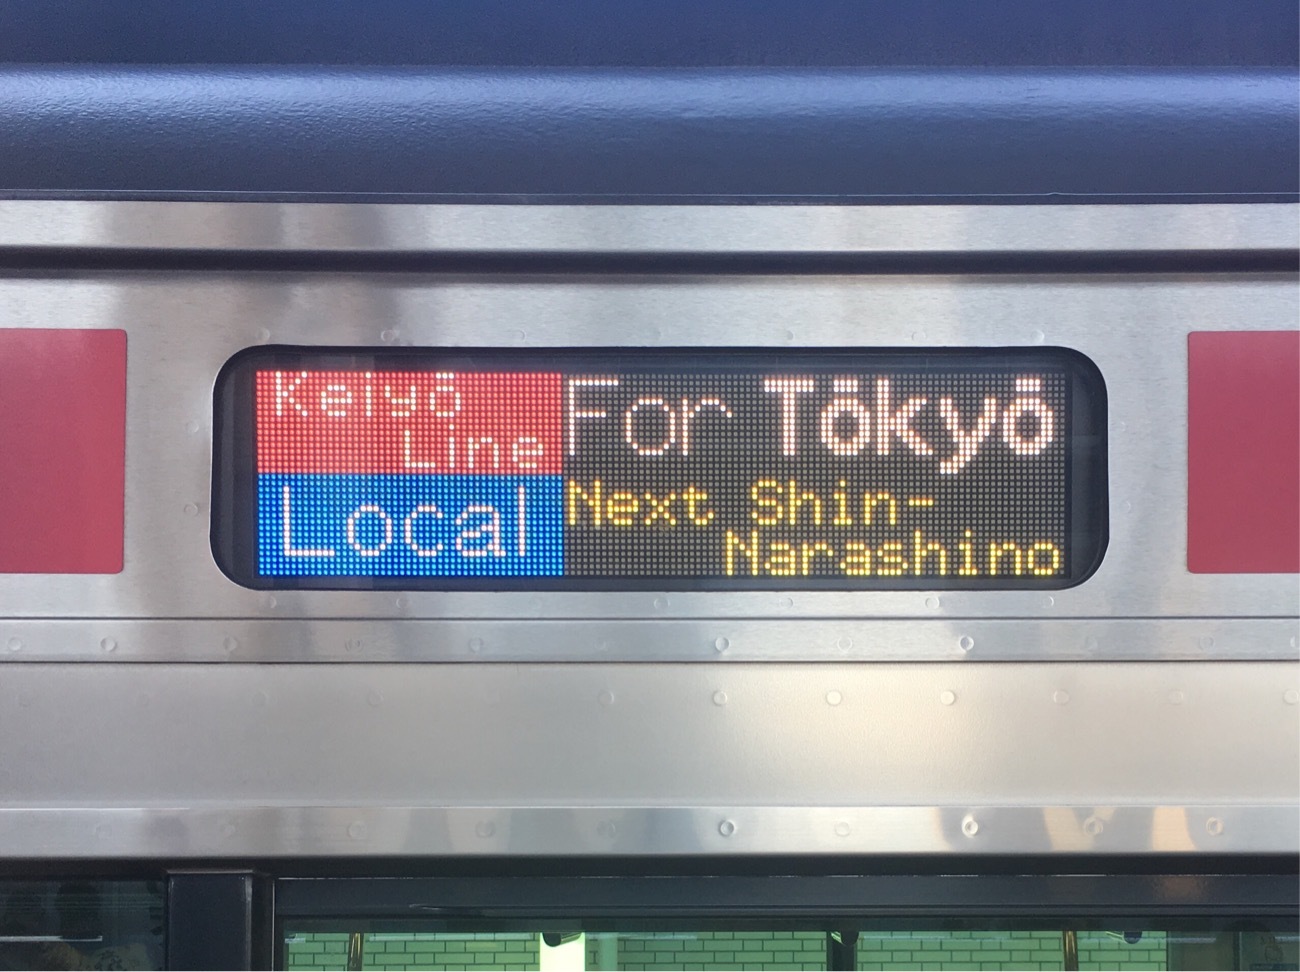 Keiyō
Line
Local
For Tōkyō
Next Shin-
Narashino